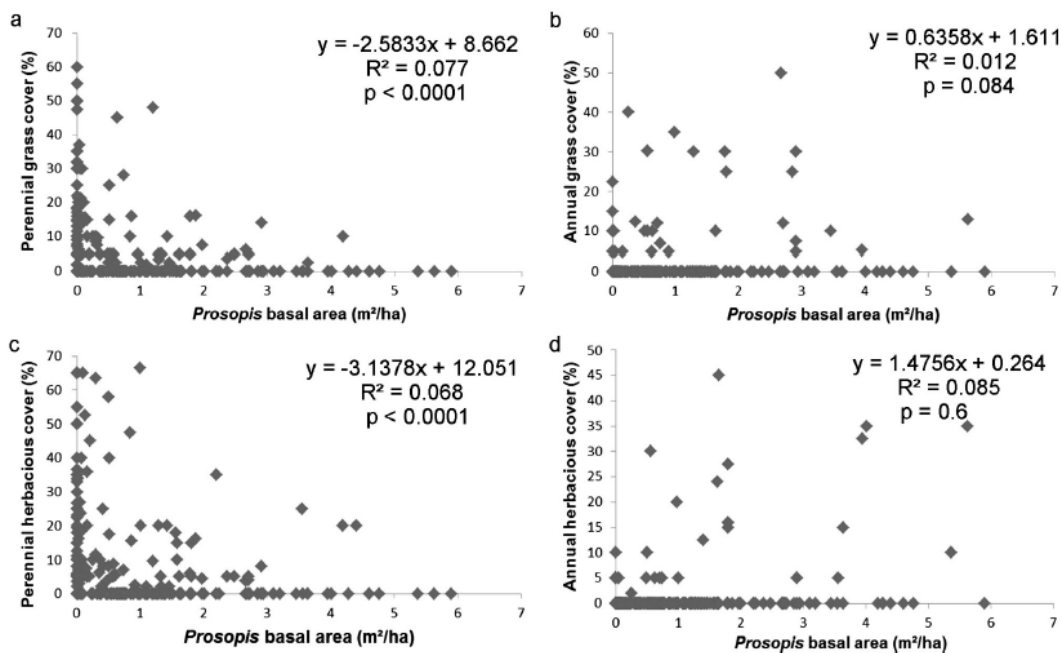 a
y = -2.5833x + 8.662
R² = 0.077
p < 0.0001
Perennial grass cover (%)
70
60
50
40
30
20
10
0
0 1 2 3 4 5 6 7
Prosopis basal area (m²/ha)
b
y = 0.6358x + 1.611
R² = 0.012
p = 0.084
Annual grass cover (%)
60
50
40
30
20
10
0
0 1 2 3 4 5 6 7
Prosopis basal area (m²/ha)
c
y = -3.1378x + 12.051
R² = 0.068
p < 0.0001
Perennial herbacious cover (%)
70
60
50
40
30
20
10
0
0 1 2 3 4 5 6 7
Prosopis basal area (m²/ha)
d
y = 1.4756x + 0.264
R² = 0.085
p = 0.6
Annual herbacious cover (%)
50
45
40
35
30
25
20
15
10
5
0
0 1 2 3 4 5 6 7
Prosopis basal area (m²/ha)